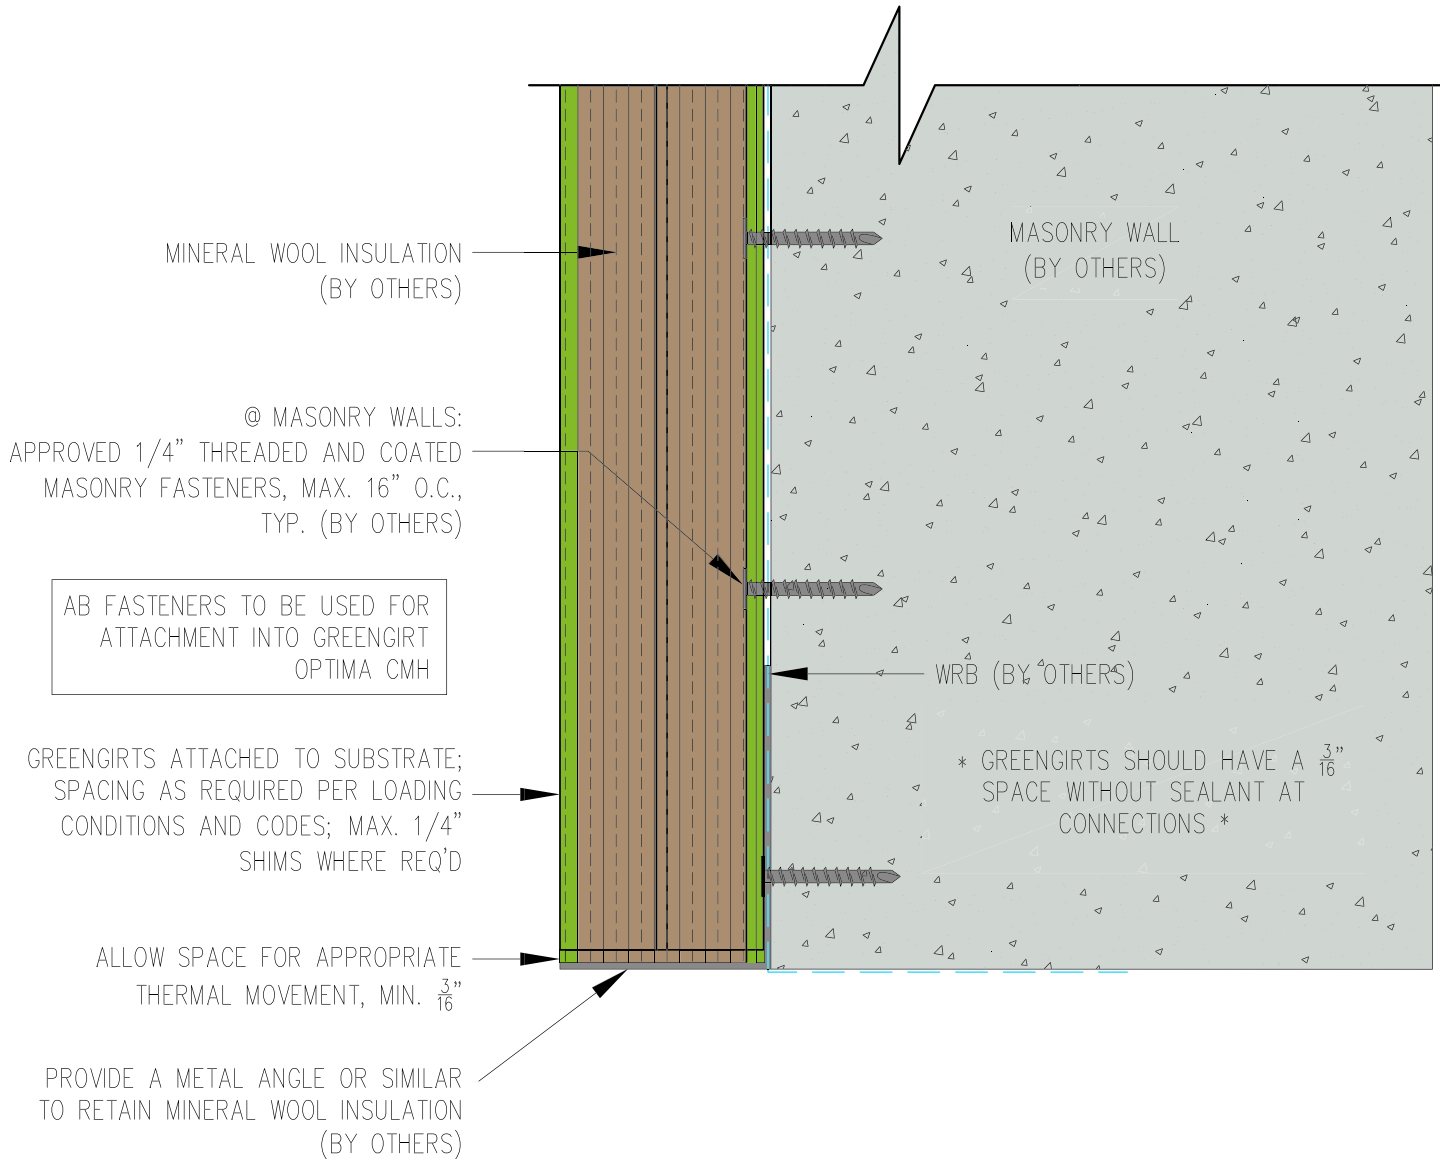 MINERAL WOOL INSULATION
(BY OTHERS)
MASONRY WALL
(BY OTHERS)
@ MASONRY WALLS:
APPROVED 1/4" THREADED AND COATED
MASONRY FASTENERS, MAX. 16" O.C.,
TYP. (BY OTHERS)
AB FASTENERS TO BE USED FOR
ATTACHMENT INTO GREENGIRT
OPTIMA CMH
WRB (BY OTHERS)
GREENGIRTS ATTACHED TO SUBSTRATE;
SPACING AS REQUIRED PER LOADING
CONDITIONS AND CODES; MAX. 1/4"
SHIMS WHERE REQ'D
* GREENGIRTS SHOULD HAVE A 3/16"
SPACE WITHOUT SEALANT AT
CONNECTIONS *
ALLOW SPACE FOR APPROPRIATE
THERMAL MOVEMENT, MIN. 3/16"
PROVIDE A METAL ANGLE OR SIMILAR
TO RETAIN MINERAL WOOL INSULATION
(BY OTHERS)